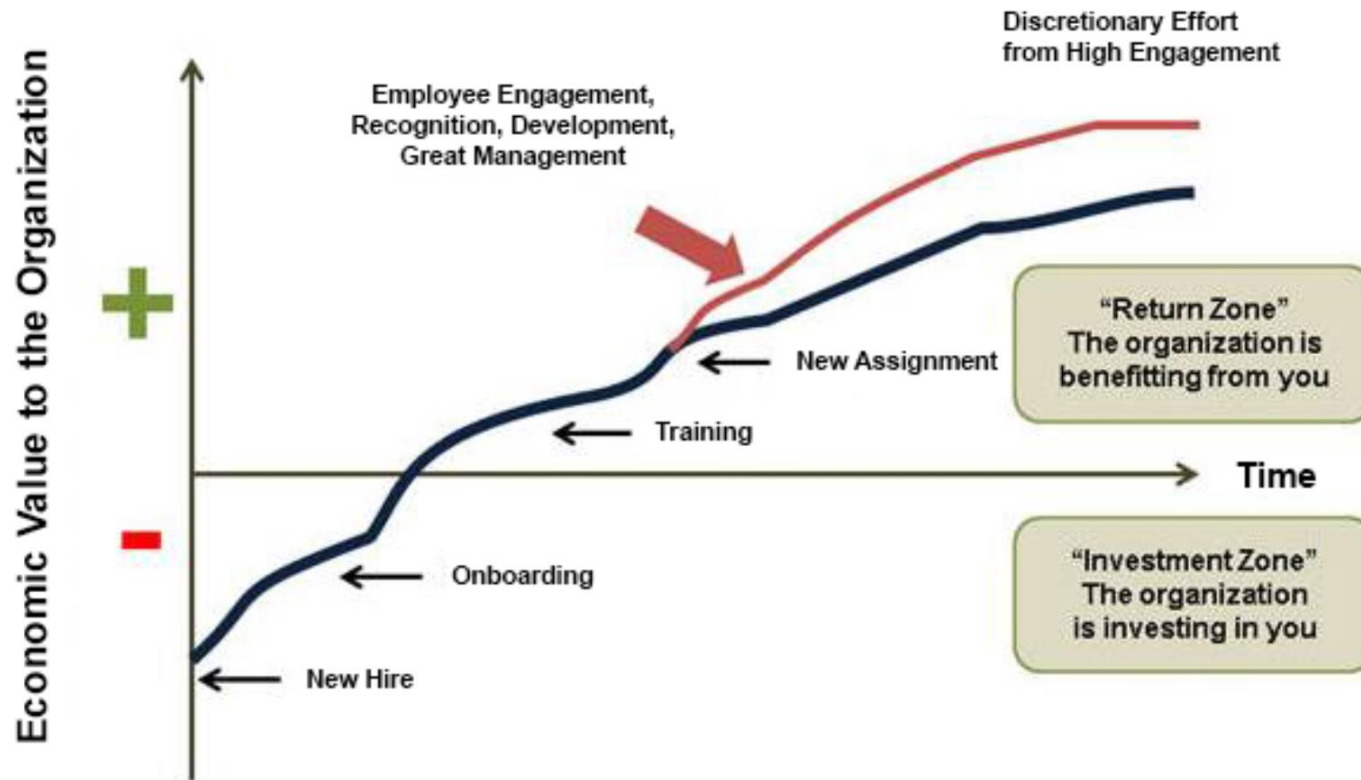 Discretionary Effort
from High Engagement
Employee Engagement,
Recognition, Development,
Great Management
Economic Value to the Organization
+
“Return Zone”
The organization is
benefitting from you
New Assignment
Training
Time
-
“Investment Zone”
The organization
is investing in you
Onboarding
New Hire